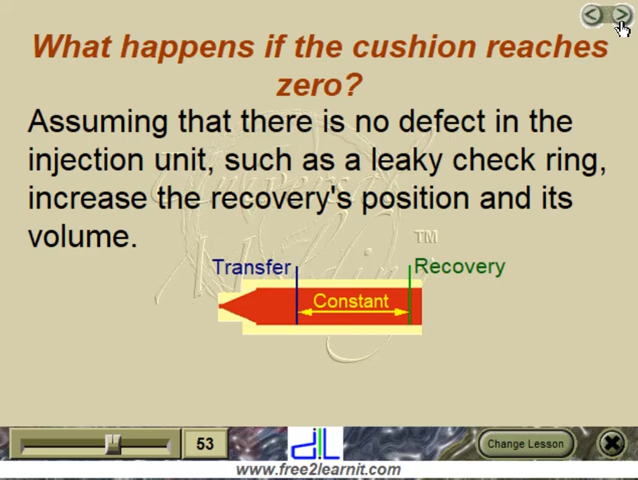 What happens if the cushion reaches
zero?
Assuming that there is no defect in the
injection unit, such as a leaky check ring,
increase the recovery's position and its
volume.
TM
Transfer
Recovery
Constant
53
Change Lesson
www.free2learnit.com